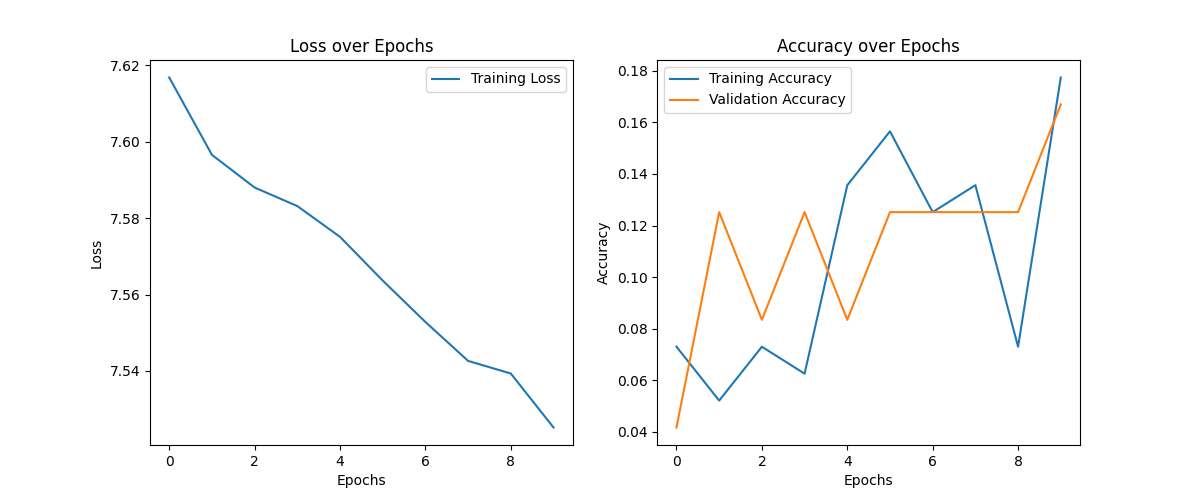 Loss over Epochs
Training Loss
7.62
7.60
7.58
7.56
7.54
Loss
0
2
4
6
8
Epochs
Accuracy over Epochs
Training Accuracy
Validation Accuracy
0.18
0.16
0.14
0.12
0.10
0.08
0.06
0.04
Accuracy
0
2
4
6
8
Epochs